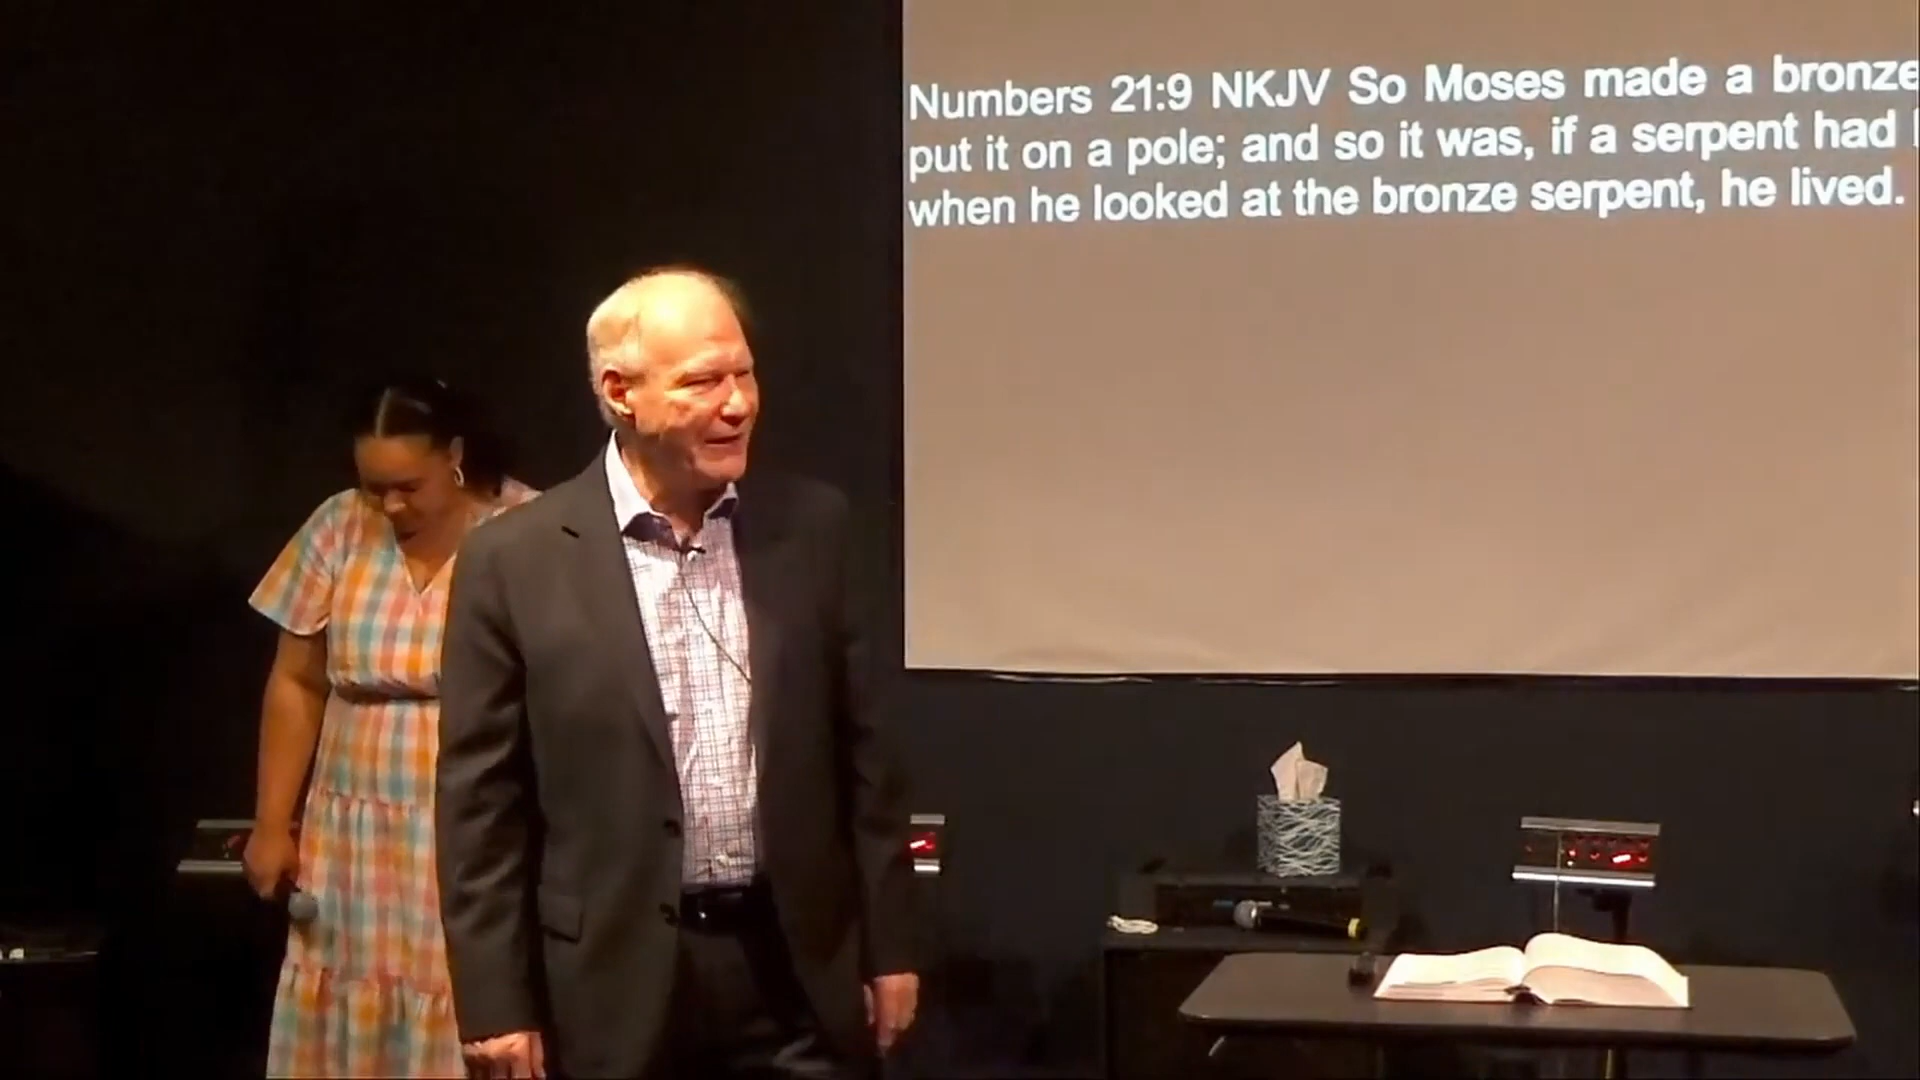 Numbers 21:9 NKJV So Moses made a bronze
put it on a pole; and so it was, if a serpent had
when he looked at the bronze serpent, he lived.